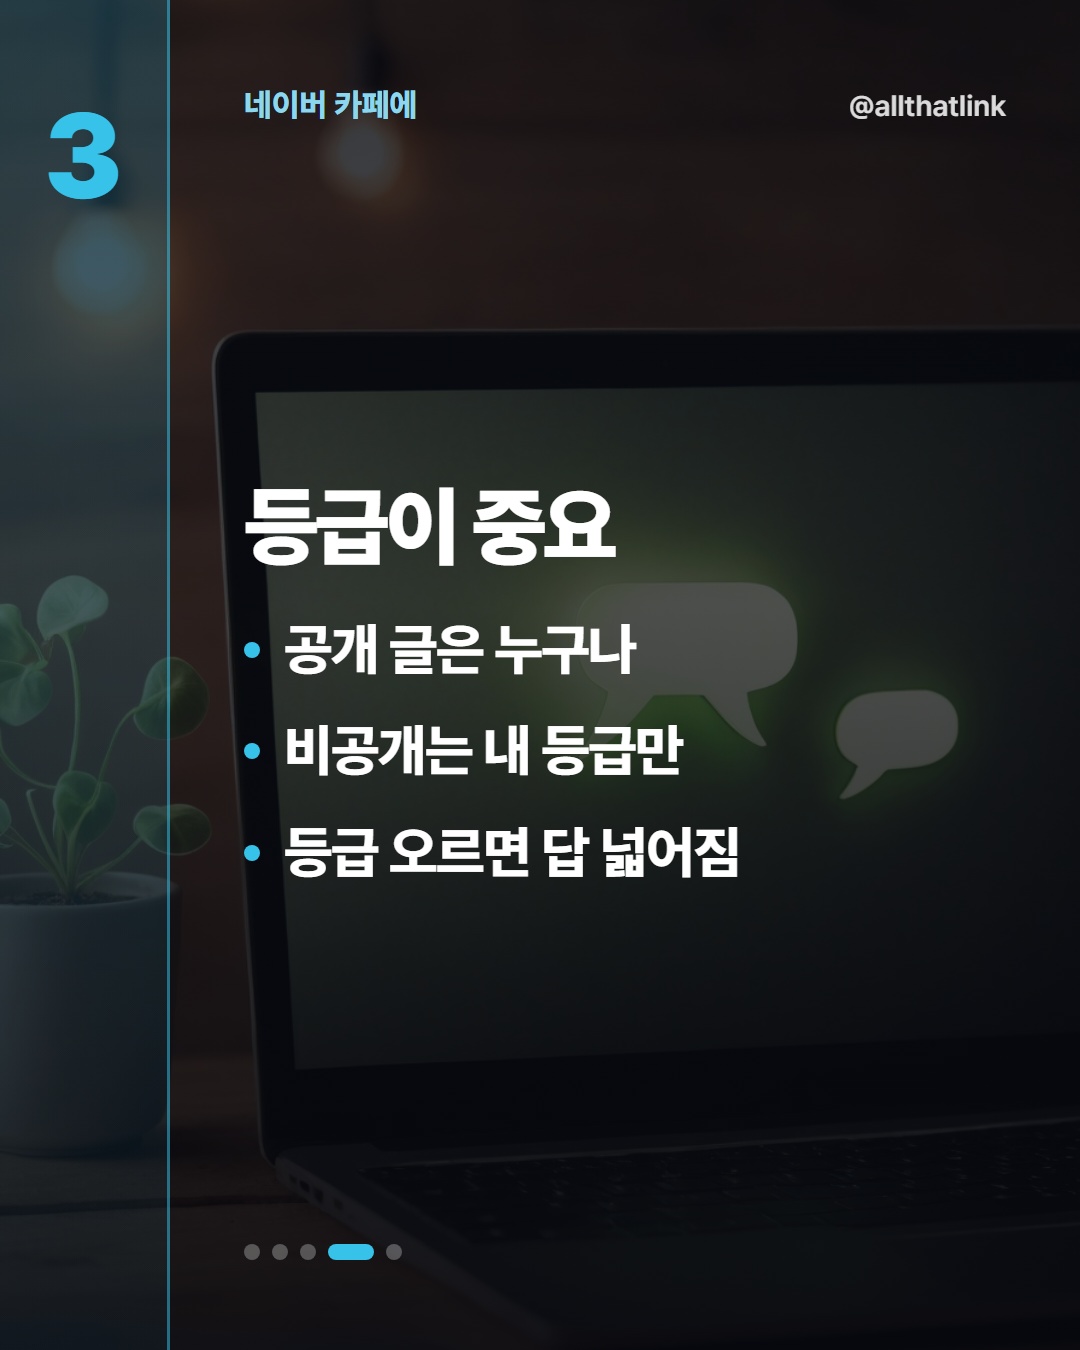 3
네이버 카페에
@allthatlink
등급이 중요
공개 글은 누구나
비공개는 내 등급만
등급 오르면 답 넓어짐